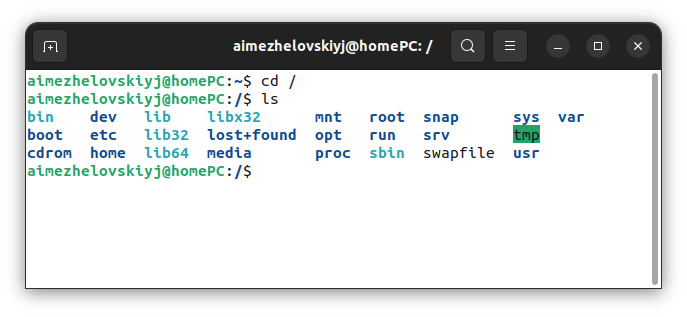 aimezhelovskiyj@homePC: /
aimezhelovskiyj@homePC:~$ cd /
aimezhelovskiyj@homePC:/$ ls
bin    dev   lib    libx32      mnt   root  snap      sys  var
boot   etc   lib32  lost+found  opt   run   srv       tmp
cdrom  home  lib64  media       proc  sbin  swapfile  usr
aimezhelovskiyj@homePC:/$